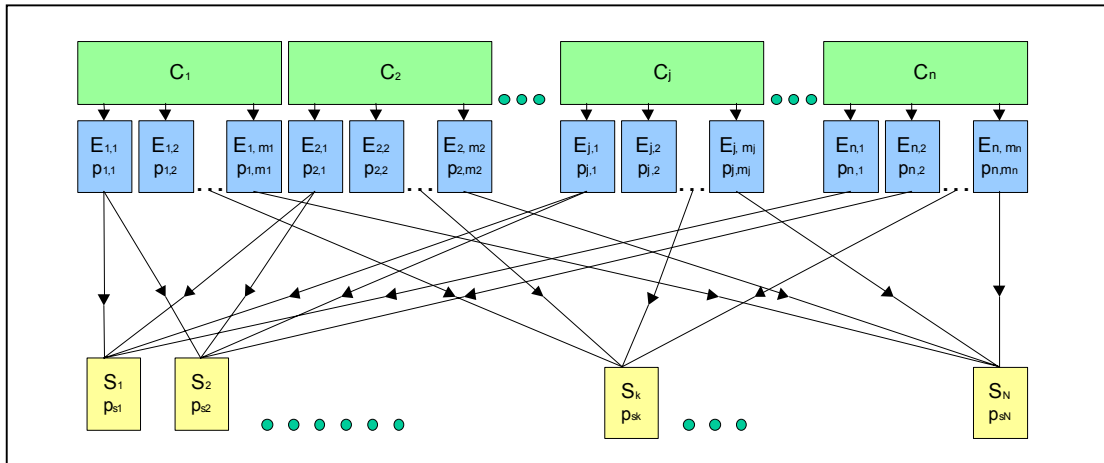 C1 C2 Cj Cn
E1,1 E1,2 E1, m1 E2,1 E2,2 E2, m2 Ej,1 Ej,2 Ej, mj En,1 En,2 En, mn
p1,1 p1,2 p1,m1 p2,1 p2,2 p2,m2 pj,1 pj,2 pj,mj pn,1 pn,2 pn,mn
S1 S2 Sk SN
ps1 ps2 psk psN